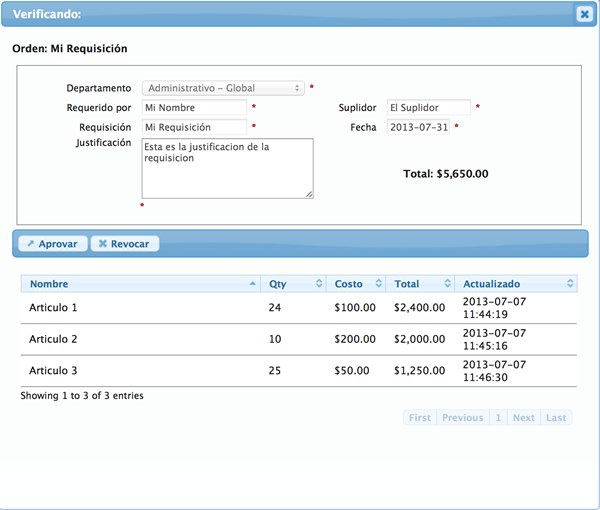 Verificando:
Orden: Mi Requisición
Departamento Administrativo - Global *
Requerido por Mi Nombre * Suplidor El Suplidor *
Requisición Mi Requisición * Fecha 2013-07-31 *
Justificación Esta es la justificacion de la
requisicion
Total: $5,650.00
*
Aprovar Revocar
Nombre Qty Costo Total Actualizado
Articulo 1 24 $100.00 $2,400.00 2013-07-07
11:44:19
Articulo 2 10 $200.00 $2,000.00 2013-07-07
11:45:16
Articulo 3 25 $50.00 $1,250.00 2013-07-07
11:46:30
Showing 1 to 3 of 3 entries
First Previous 1 Next Last